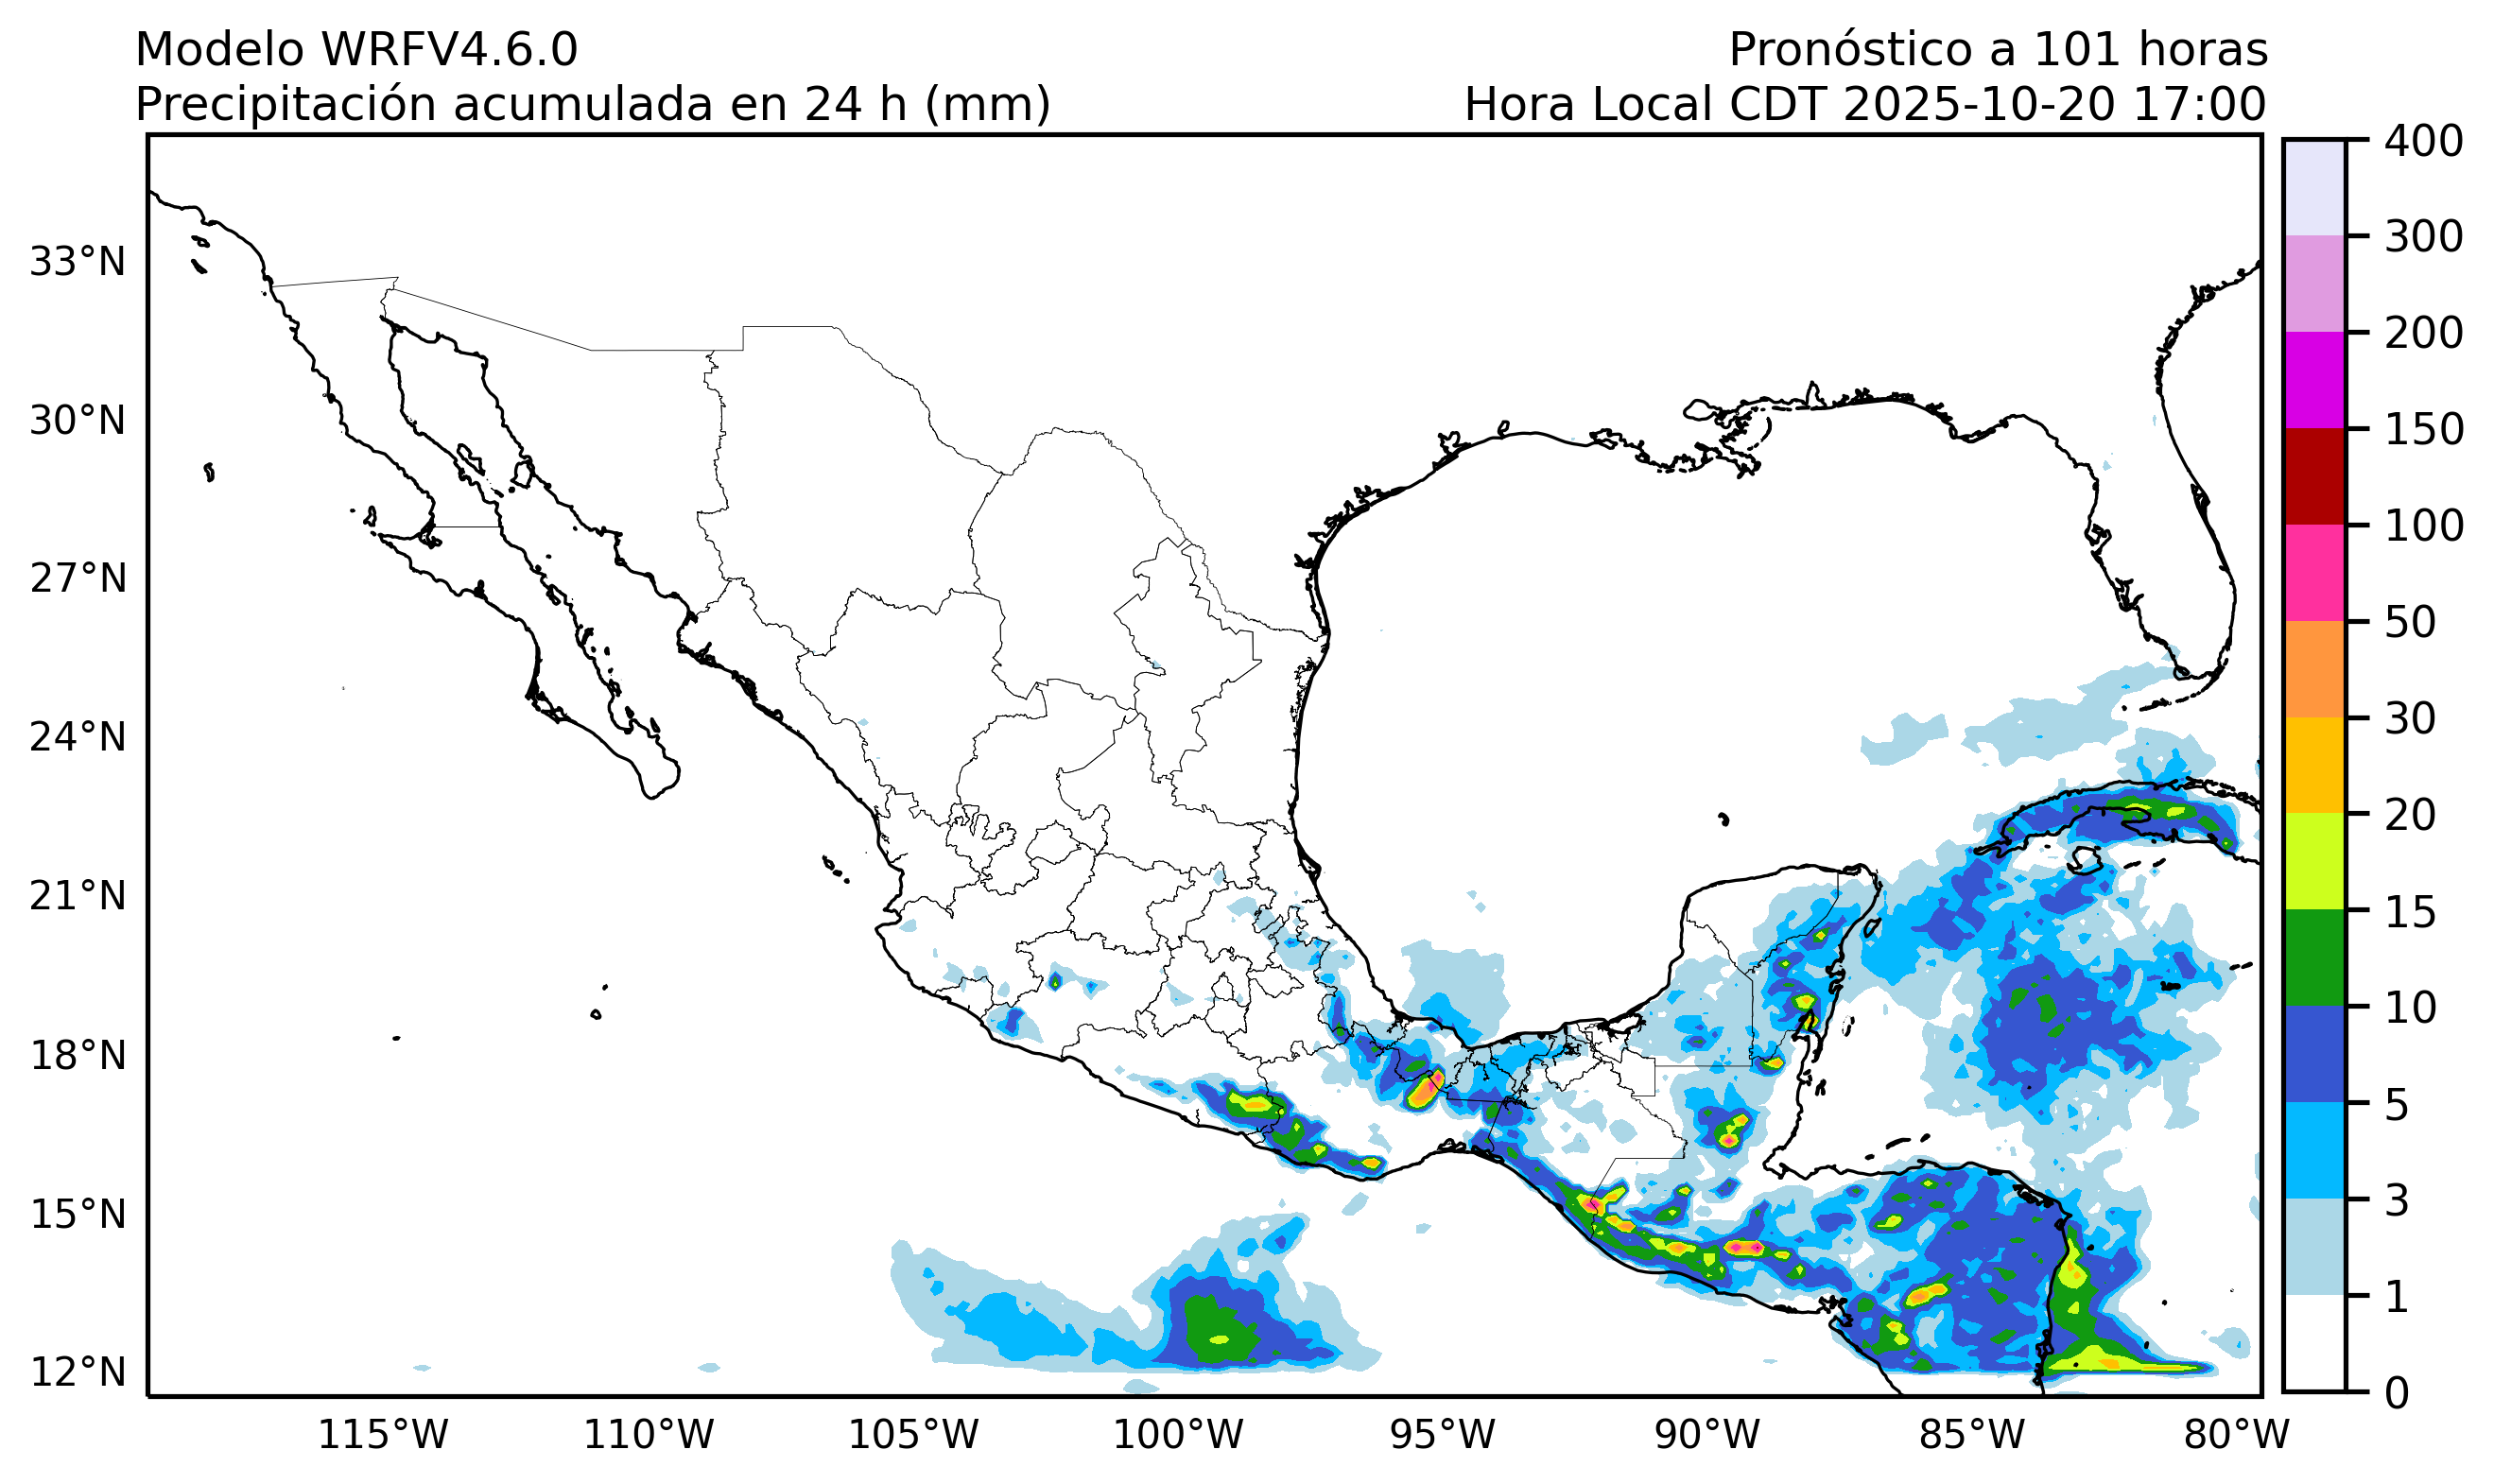 Modelo WRFV4.6.0
Pronóstico a 101 horas
Precipitación acumulada en 24 h (mm)
Hora Local CDT 2025-10-20 17:00
33°N
30°N
27°N
24°N
21°N
18°N
15°N
12°N
115°W
110°W
105°W
100°W
95°W
90°W
85°W
80°W
400
300
200
150
100
50
30
20
15
10
5
3
1
0